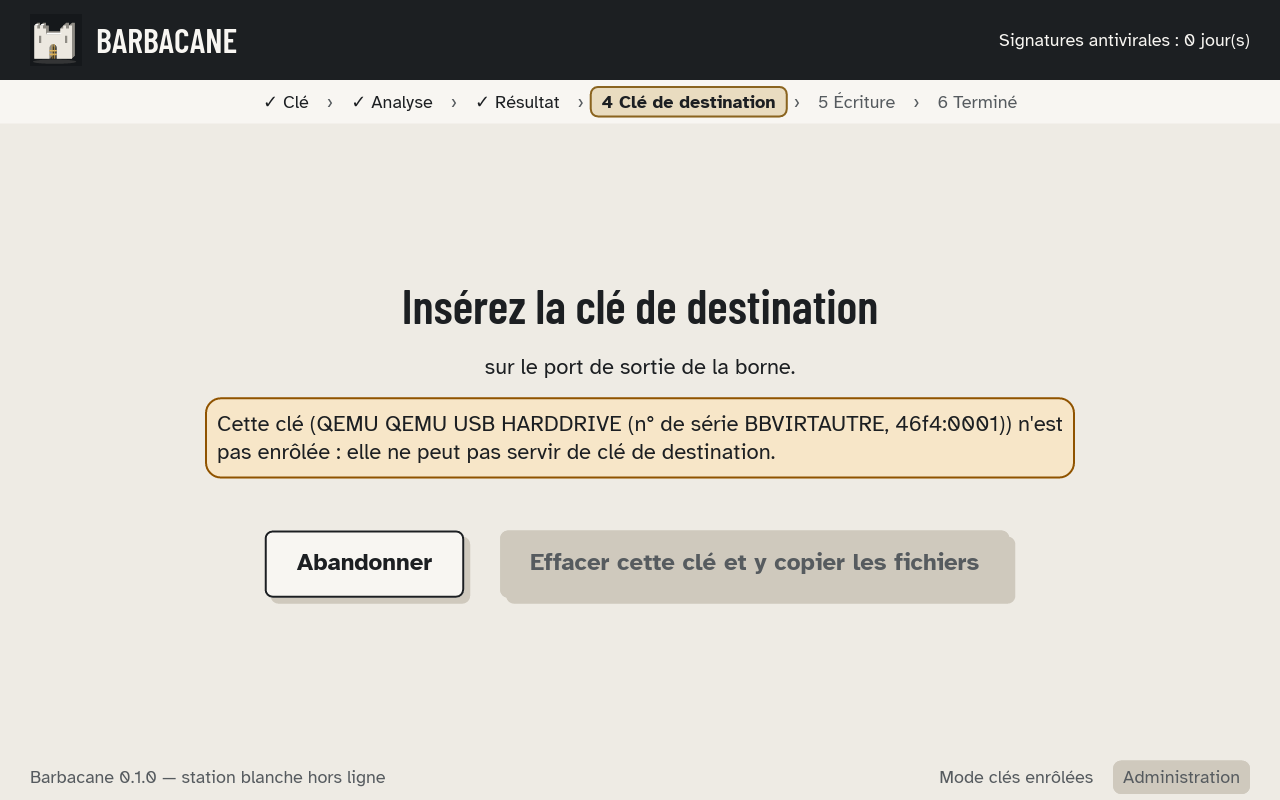 BARBACANE
Signatures antivirales : 0 jour(s)
✓ Clé › ✓ Analyse › ✓ Résultat › 4 Clé de destination › 5 Écriture › 6 Terminé
Insérez la clé de destination
sur le port de sortie de la borne.
Cette clé (QEMU QEMU USB HARDDRIVE (n° de série BBVIRTAUTRE, 46f4:0001)) n'est
pas enrôlée : elle ne peut pas servir de clé de destination.
Abandonner
Effacer cette clé et y copier les fichiers
Barbacane 0.1.0 — station blanche hors ligne
Mode clés enrôlées
Administration